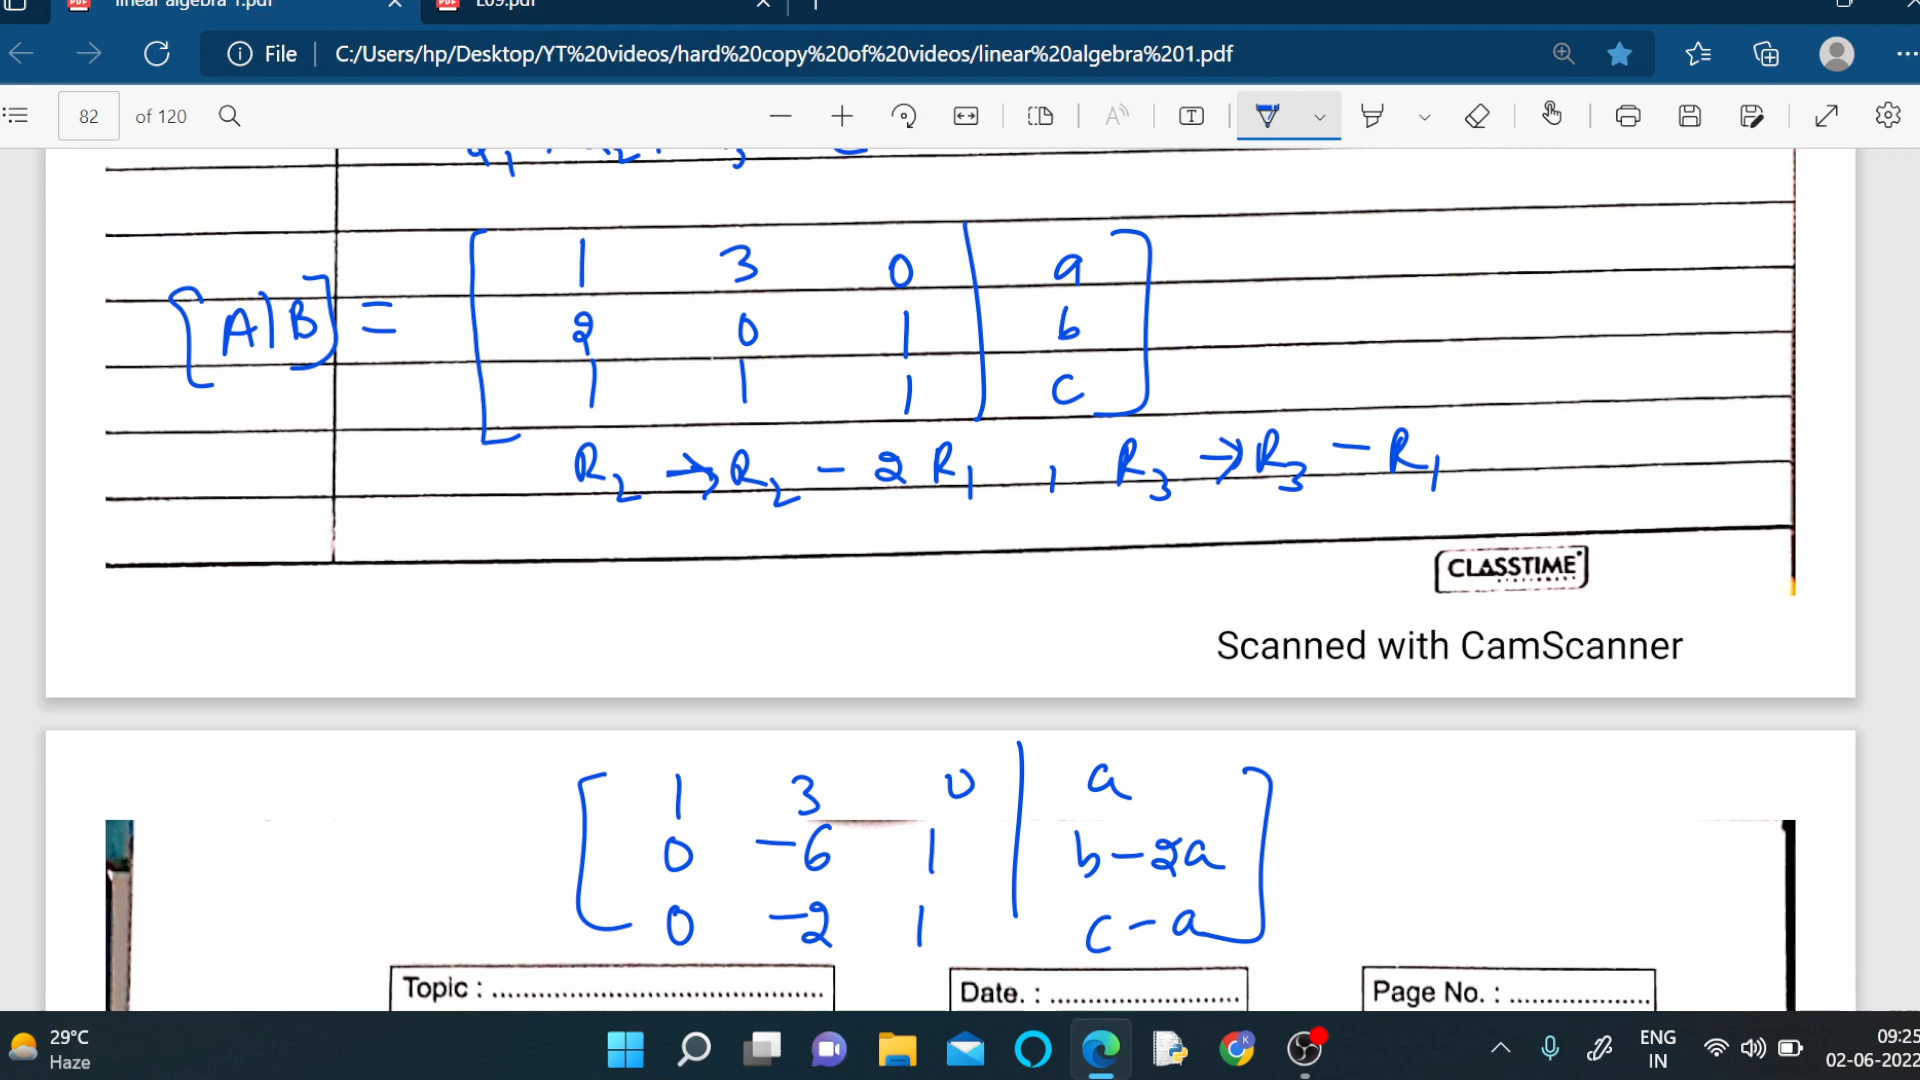 linear algebra 1.pdf
L09.pdf
File C:/Users/hp/Desktop/YT%20videos/hard%20copy%20of%20videos/linear%20algebra%201.pdf
82 of 120
[A|B] = [ 1 3 0 | a ]
2 0 1 | b
1 1 1 | c
R2 → R2 - 2R1 , R3 → R3 - R1
CLASSTIME
Scanned with CamScanner
[ 1 3 0 | a ]
0 -6 1 | b-2a
0 -2 1 | c-a
Topic : ........................................
Date. : ........................
Page No. : ..................
29°C
Haze
ENG
IN
09:25
02-06-2022